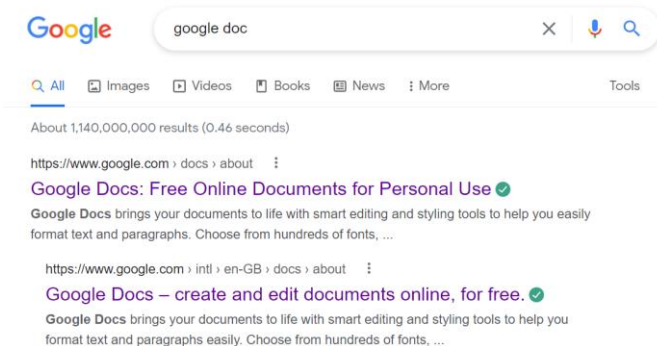 Google
google doc
All Images Videos Books News More Tools
About 1,140,000,000 results (0.46 seconds)
https://www.google.com › docs › about
Google Docs: Free Online Documents for Personal Use
Google Docs brings your documents to life with smart editing and styling tools to help you easily
format text and paragraphs. Choose from hundreds of fonts, ...
https://www.google.com › intl › en-GB › docs › about
Google Docs – create and edit documents online, for free.
Google Docs brings your documents to life with smart editing and styling tools to help you
format text and paragraphs easily. Choose from hundreds of fonts, ...